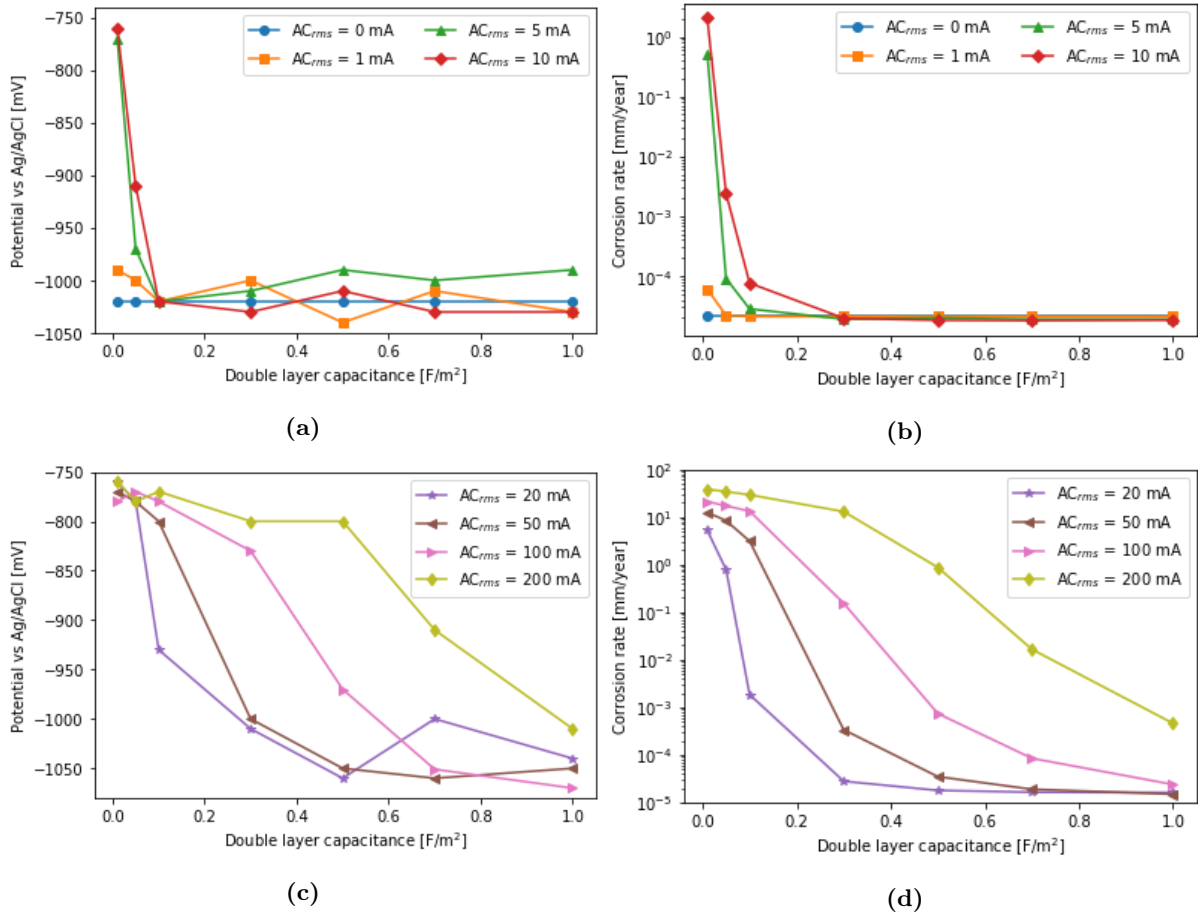 −750
−800
−850
−900
−950
−1000
−1050
Potential vs Ag/AgCl [mV]
AC_rms = 0 mA
AC_rms = 1 mA
AC_rms = 5 mA
AC_rms = 10 mA
0.0 0.2 0.4 0.6 0.8 1.0
Double layer capacitance [F/m²]
(a)
10⁰
10⁻¹
10⁻²
10⁻³
10⁻⁴
Corrosion rate [mm/year]
AC_rms = 0 mA
AC_rms = 1 mA
AC_rms = 5 mA
AC_rms = 10 mA
0.0 0.2 0.4 0.6 0.8 1.0
Double layer capacitance [F/m²]
(b)
−750
−800
−850
−900
−950
−1000
−1050
Potential vs Ag/AgCl [mV]
AC_rms = 20 mA
AC_rms = 50 mA
AC_rms = 100 mA
AC_rms = 200 mA
0.0 0.2 0.4 0.6 0.8 1.0
Double layer capacitance [F/m²]
(c)
10²
10¹
10⁰
10⁻¹
10⁻²
10⁻³
10⁻⁴
10⁻⁵
Corrosion rate [mm/year]
AC_rms = 20 mA
AC_rms = 50 mA
AC_rms = 100 mA
AC_rms = 200 mA
0.0 0.2 0.4 0.6 0.8 1.0
Double layer capacitance [F/m²]
(d)